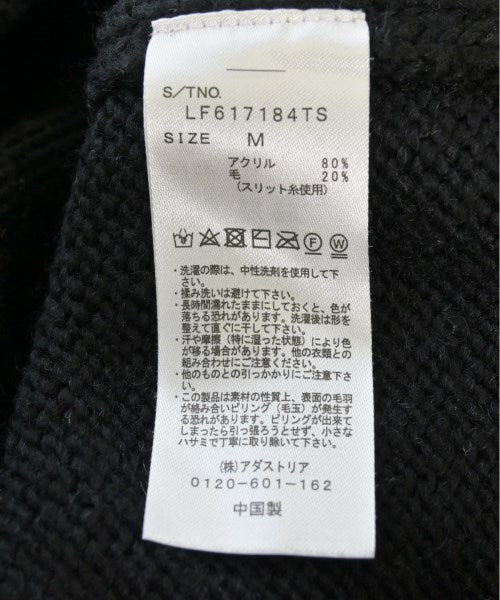 S/TNO.
LF617184TS
SIZE M
アクリル 80%
毛 20%
(スリット糸使用)
F W
・洗濯の際は、中性洗剤を使用して下
さい。
・揉み洗いは避けて下さい。
・長時間濡れたままにしておくと、色が
落ちる恐れがあります。洗濯後は形を
整えて直ぐに干して下さい。
・汗や摩擦(特に湿った状態)により色
が移る場合があります。他の衣類との
組み合わせにご注意ください。
・他のものとの引っかかりにご注意下
さい。
・この製品は素材の性質上、表面の毛羽
が絡み合いピリング(毛玉)が発生す
る恐れがあります。ピリングが出来て
しまったら引っ張ろうとせず、小さな
ハサミで丁寧に取り除いて下さい。
(株)アダストリア
0120-601-162
中国製